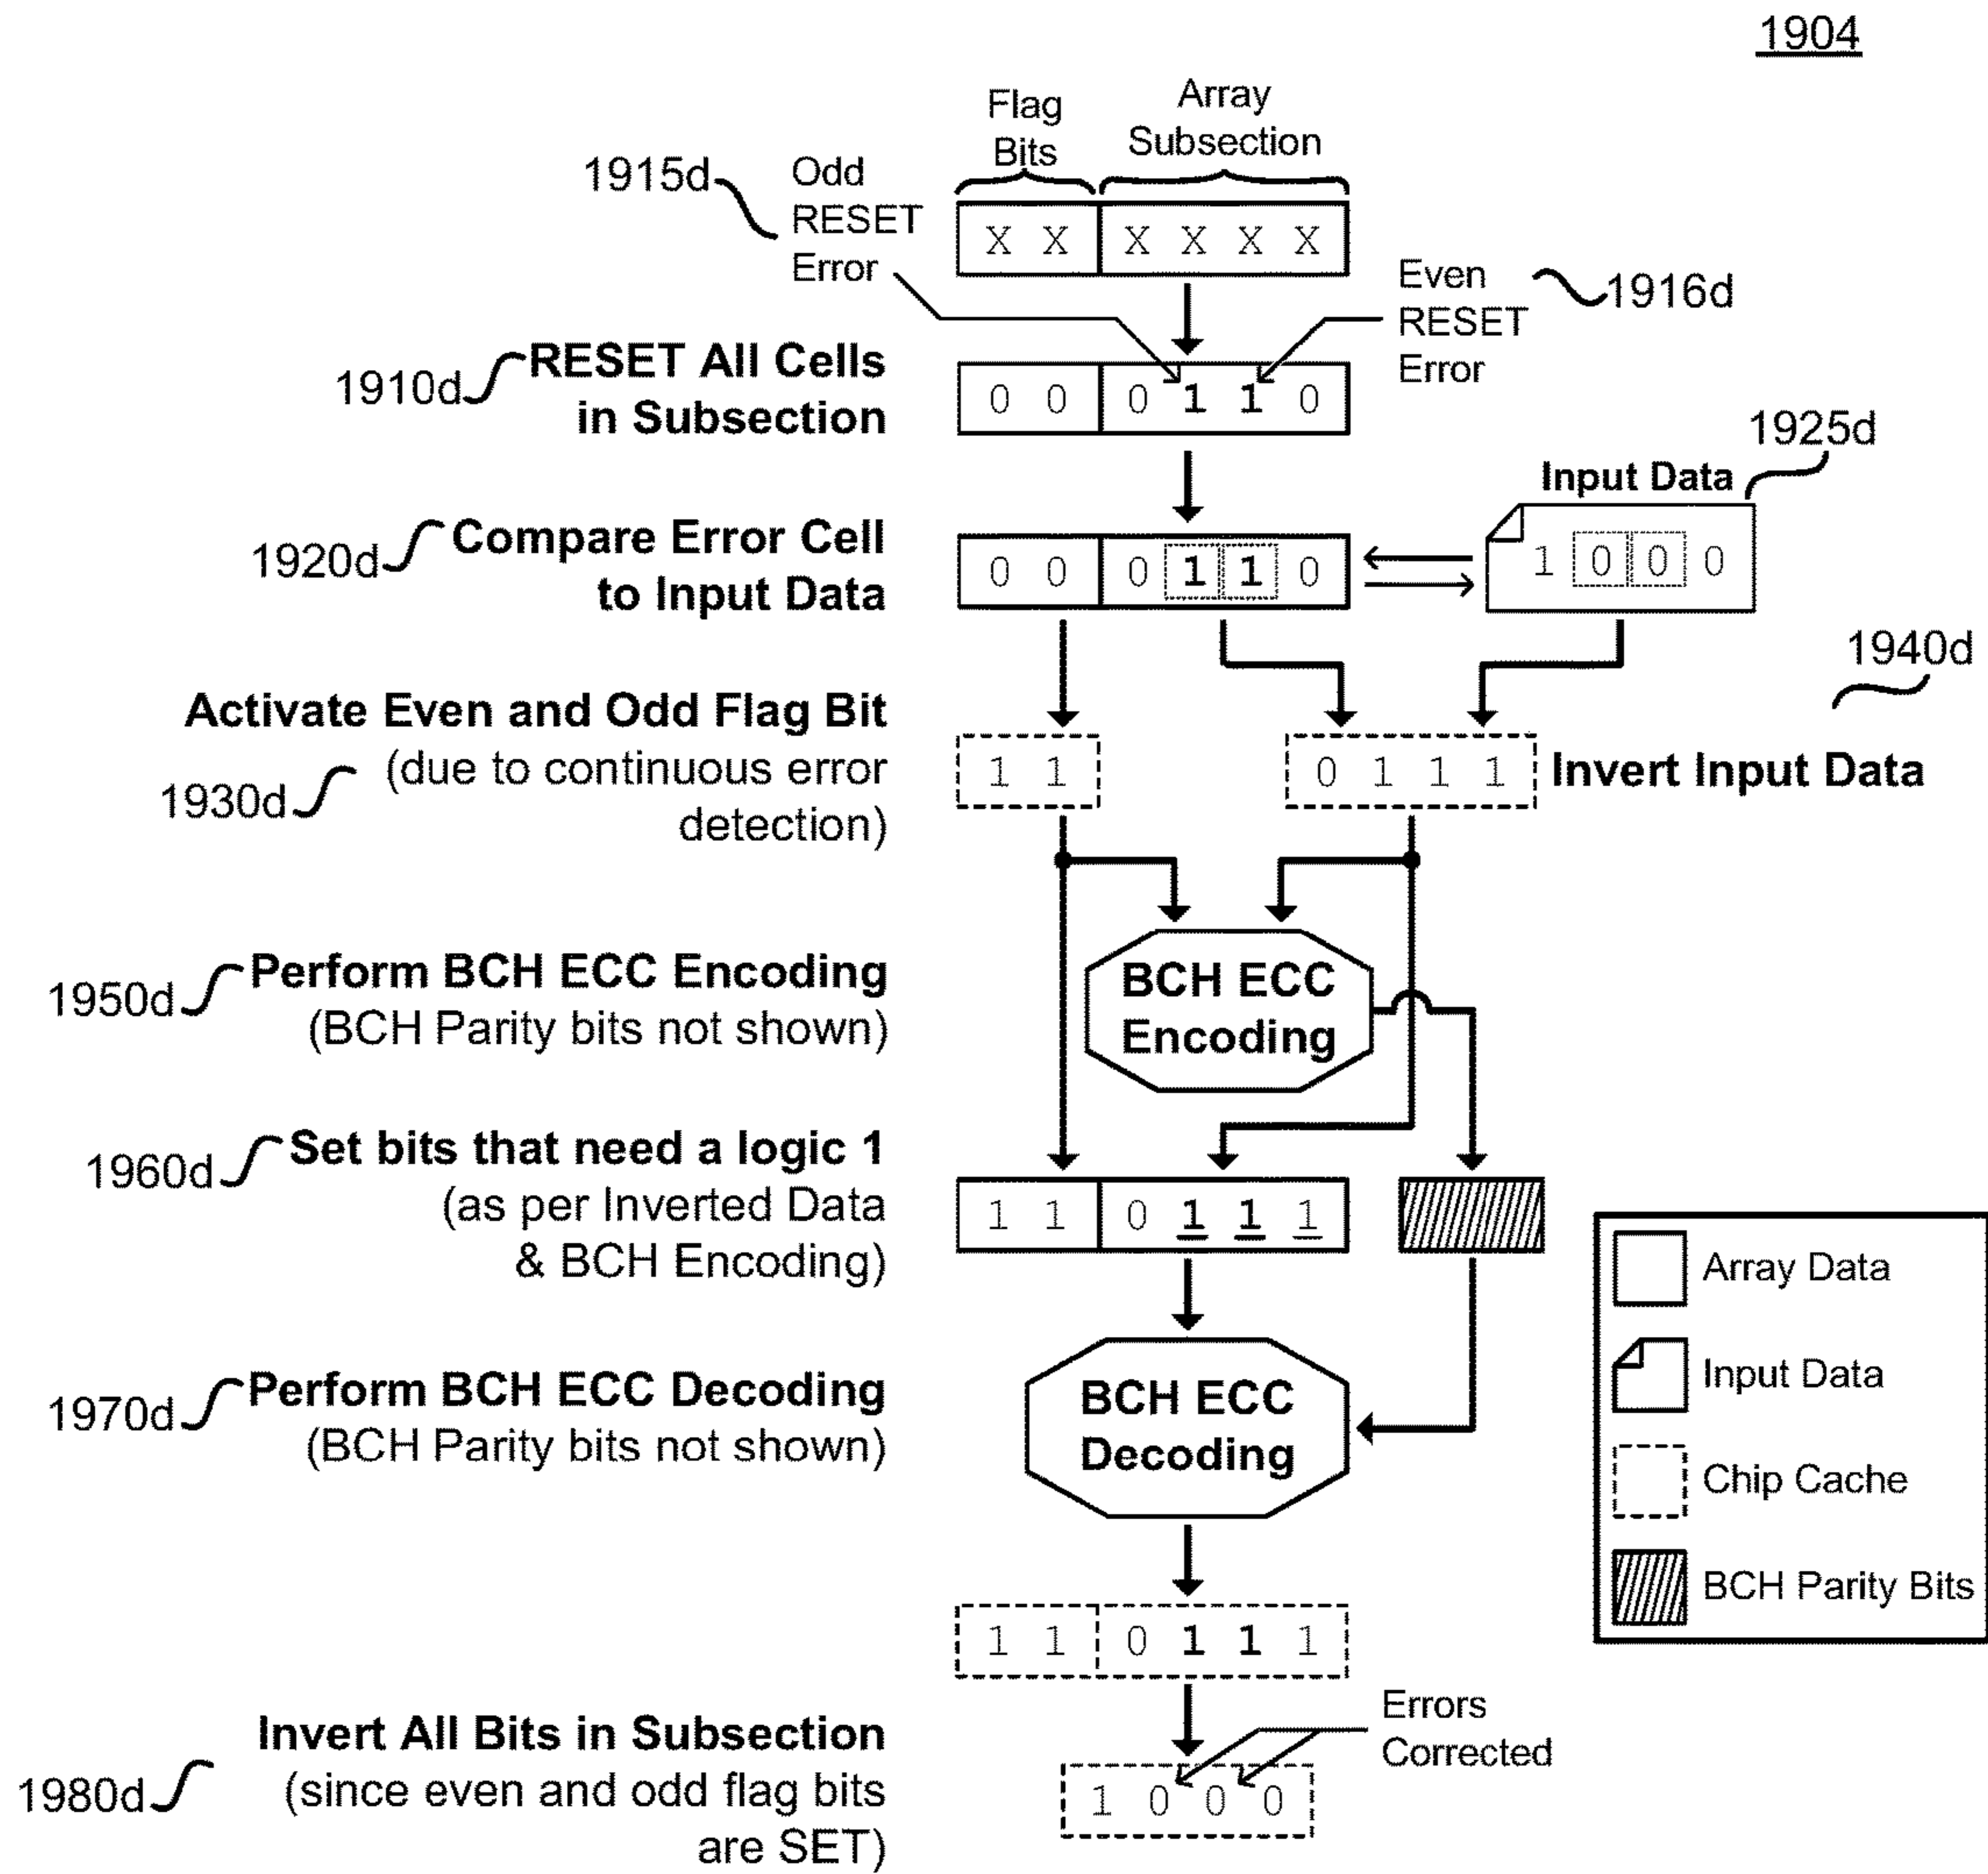 1904
Flag
Bits
Array
Subsection
1915d
Odd
RESET
Error
X X X X X X
Even
RESET
Error
1916d
1910d
RESET All Cells
in Subsection
0 0 0 1 1 0
1925d
Input Data
1920d
Compare Error Cell
to Input Data
0 0 0 1 1 0
1 0 0 0
1940d
Activate Even and Odd Flag Bit
(due to continuous error
detection)
1930d
1 1
0 1 1 1
Invert Input Data
1950d
Perform BCH ECC Encoding
(BCH Parity bits not shown)
BCH ECC
Encoding
1960d
Set bits that need a logic 1
(as per Inverted Data
& BCH Encoding)
1 1 0 1 1 1
1970d
Perform BCH ECC Decoding
(BCH Parity bits not shown)
BCH ECC
Decoding
Array Data
Input Data
Chip Cache
BCH Parity Bits
1 1 0 1 1 1
1980d
Invert All Bits in Subsection
(since even and odd flag bits
are SET)
Errors
Corrected
1 0 0 0